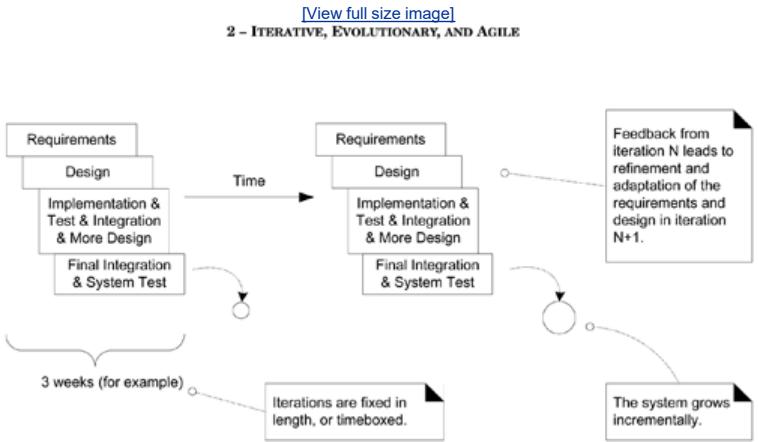 [View full size image]
2 – ITERATIVE, EVOLUTIONARY, AND AGILE
Requirements
Design
Implementation &
Test & Integration
& More Design
Final Integration
& System Test
Time
Requirements
Design
Implementation &
Test & Integration
& More Design
Final Integration
& System Test
Feedback from
iteration N leads to
refinement and
adaptation of the
requirements and
design in iteration
N+1.
3 weeks (for example)
Iterations are fixed in
length, or timeboxed.
The system grows
incrementally.